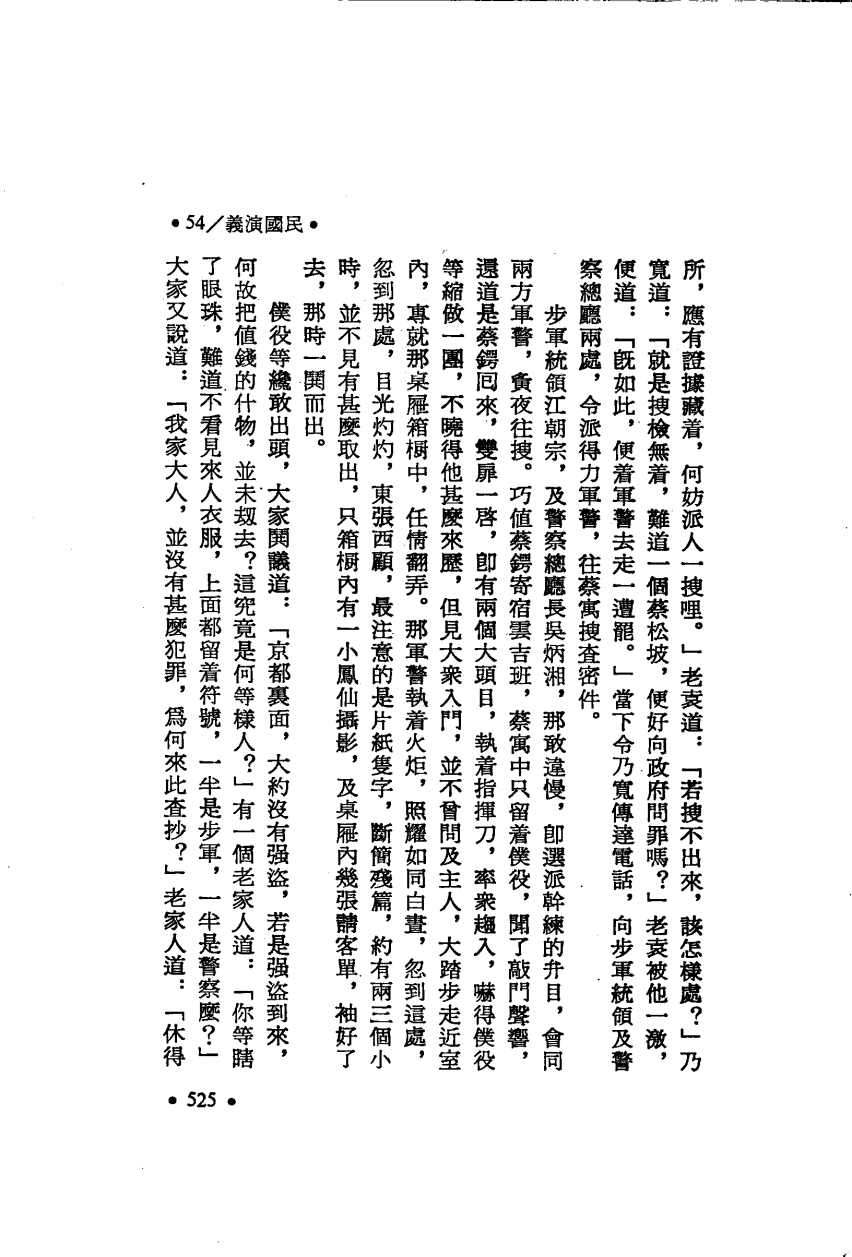 •54／義演國民•
所，應有證據藏着，何妨派人一搜哩。」老袁道：「若搜不出來，該怎樣處？」乃
寬道：「就是搜檢無着，難道一個蔡松坡，便好向政府問罪嗎？」老袁被他一激，
便道：「旣如此，便着軍警去走一遭罷。」當下令乃寬傳達電話，向步軍統領及警
察總廳兩處，令派得力軍警，往蔡寓搜查密件。
步軍統領江朝宗，及警察總廳長吳炳湘，那敢違慢，卽選派幹練的弁目，會同
兩方軍警，夤夜往搜。巧值蔡鍔寄宿雲吉班，蔡寓中只留着僕役，聞了敲門聲響，
還道是蔡鍔囘來，雙扉一啓，卽有兩個大頭目，執着指揮刀，率衆趨入，嚇得僕役
等縮做一團，不曉得他甚麼來歷，但見大衆入門，並不曾問及主人，大踏步走近室
內，專就那桌屜箱櫥中，任情翻弄。那軍警執着火炬，照耀如同白晝，忽到這處，
忽到那處，目光灼灼，東張西顧，最注意的是片紙隻字，斷簡殘篇，約有兩三個小
時，並不見有甚麼取出，只箱櫥內有一小鳳仙攝影，及桌屜內幾張請客單，袖好了
去，那時一鬨而出。
僕役等纔敢出頭，大家鬨議道：「京都裏面，大約沒有强盜，若是强盜到來，
何故把值錢的什物，並未刼去？這究竟是何等樣人？」有一個老家人道：「你等瞎
了眼珠，難道不看見來人衣服，上面都留着符號，一半是步軍，一半是警察麼？」
大家又說道：「我家大人，並沒有甚麼犯罪，爲何來此查抄？」老家人道：「休得
•525•